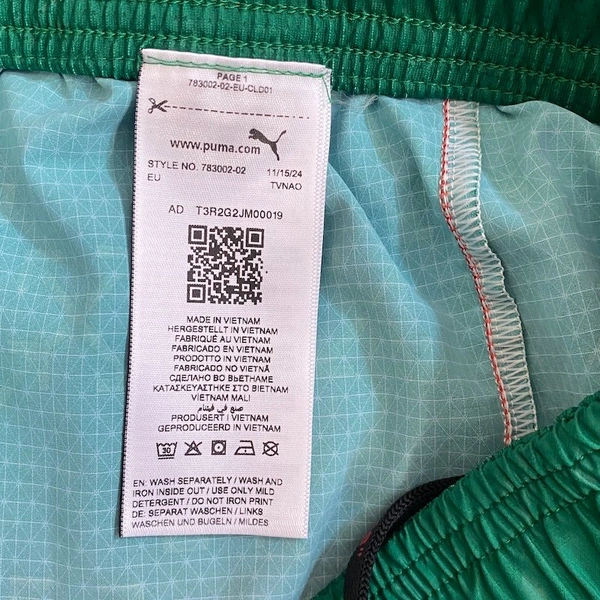 PAGE 1
783002-02-EU-CLD01
www.puma.com
STYLE NO. 783002-02 11/15/24
EU TVNAO
AD T3R2G2JM00019
MADE IN VIETNAM
HERGESTELLT IN VIETNAM
FABRIQUÉ AU VIETNAM
FABRICADO EN VIETNAM
PRODOTTO IN VIETNAM
FABRICADO NO VIETNÃ
СДЕЛАНО ВО ВЬЕТНАМЕ
ΚΑΤΑΣΚΕΥΑΣΤΗΚΕ ΣΤΟ ΒΙΕΤΝΑΜ
VIETNAM MALI
صنع في فيتنام
PRODUSERT I VIETNAM
GEPRODUCEERD IN VIETNAM
30
EN: WASH SEPARATELY / WASH AND
IRON INSIDE OUT / USE ONLY MILD
DETERGENT / DO NOT IRON PRINT
DE: SEPARAT WASCHEN / LINKS
WASCHEN UND BUGELN / MILDES